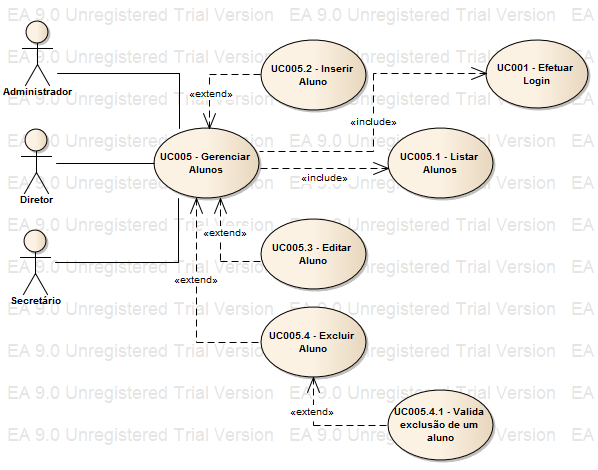 EA 9.0 Unregistered Trial Version EA 9.0 Unregistered Trial Version EA
Administrador
Diretor
Secretário
UC005 - Gerenciar
Alunos
UC005.2 - Inserir
Aluno
UC001 - Efetuar
Login
UC005.1 - Listar
Alunos
UC005.3 - Editar
Aluno
UC005.4 - Excluir
Aluno
UC005.4.1 - Valida
exclusão de um
aluno
«extend»
«include»
«include»
«extend»
«extend»
«extend»
EA 9.0 Unregistered Trial Version EA 9.0 Unregistered Trial Version EA
EA 9.0 Unregistered Trial Version EA 9.0 Unregistered Trial Version EA
EA 9.0 Unregistered Trial Version EA 9.0 Unregistered Trial Version EA